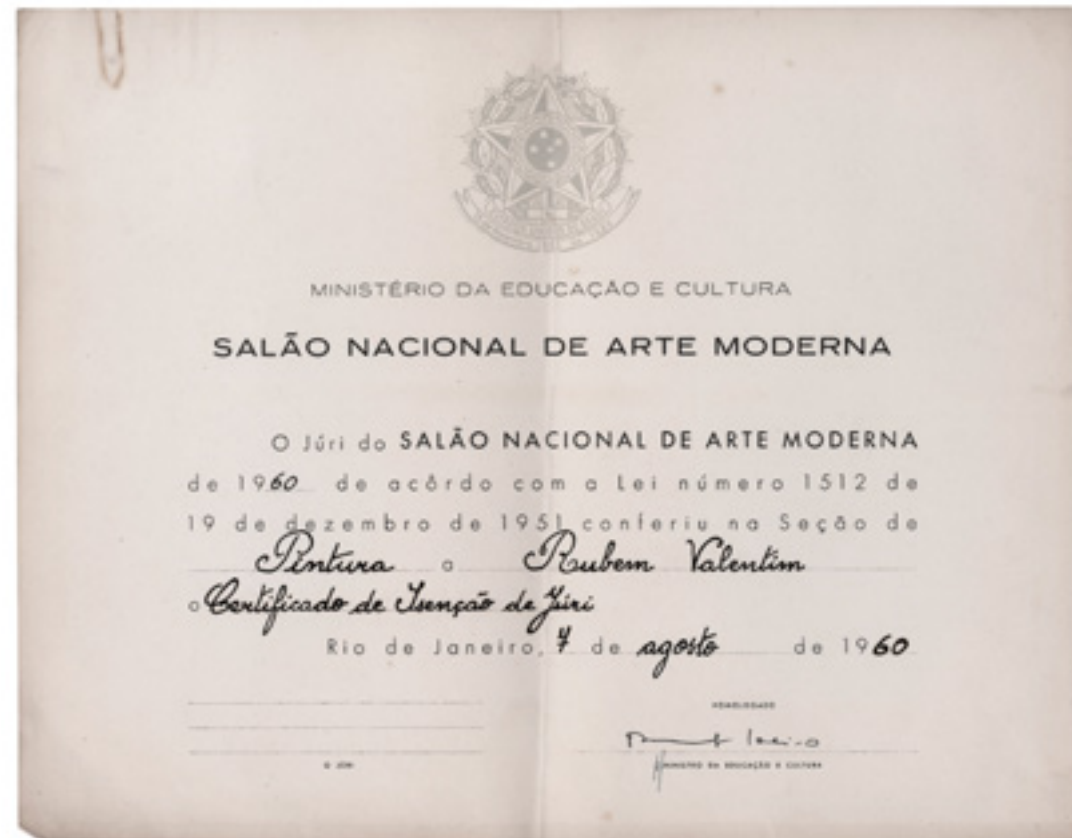 MINISTÉRIO DA EDUCAÇÃO E CULTURA
SALÃO NACIONAL DE ARTE MODERNA
O Júri do SALÃO NACIONAL DE ARTE MODERNA
de 1960 de acôrdo com a Lei número 1512 de
19 de dezembro de 1951 conferiu na Seção de
Pintura a Rubem Valentim
o Certificado de Isenção de Júri
Rio de Janeiro, 7 de agosto de 1960
HOMOLOGADO
O JÚRI
MINISTRO DA EDUCAÇÃO E CULTURA